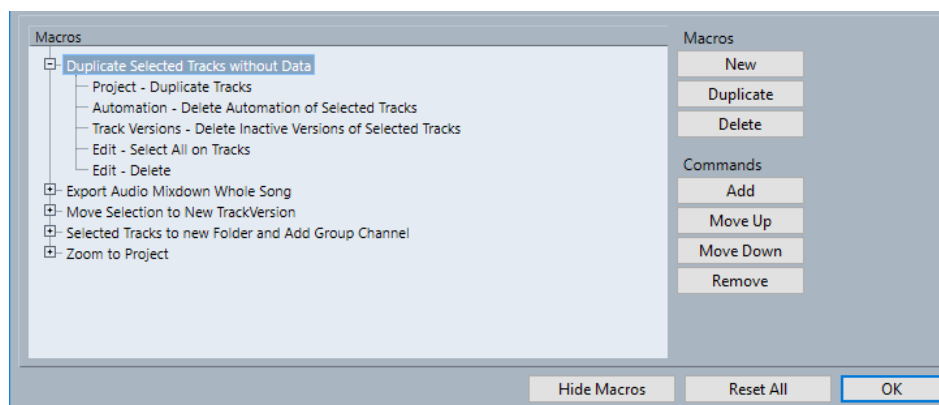 Macros
Duplicate Selected Tracks without Data
Project - Duplicate Tracks
Automation - Delete Automation of Selected Tracks
Track Versions - Delete Inactive Versions of Selected Tracks
Edit - Select All on Tracks
Edit - Delete
Export Audio Mixdown Whole Song
Move Selection to New TrackVersion
Selected Tracks to new Folder and Add Group Channel
Zoom to Project
Macros
New
Duplicate
Delete
Commands
Add
Move Up
Move Down
Remove
Hide Macros
Reset All
OK